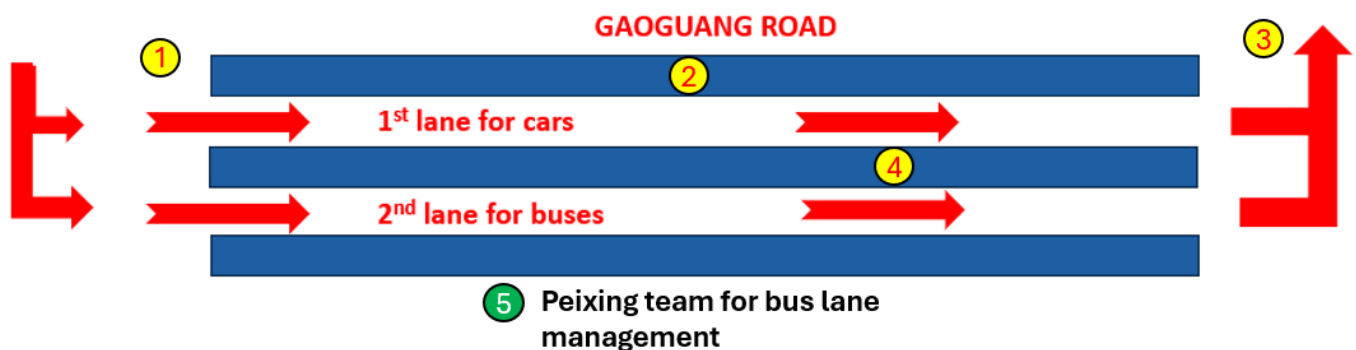 GAOGUANG ROAD
1
3
2
1st lane for cars
4
2nd lane for buses
5 Peixing team for bus lane
management